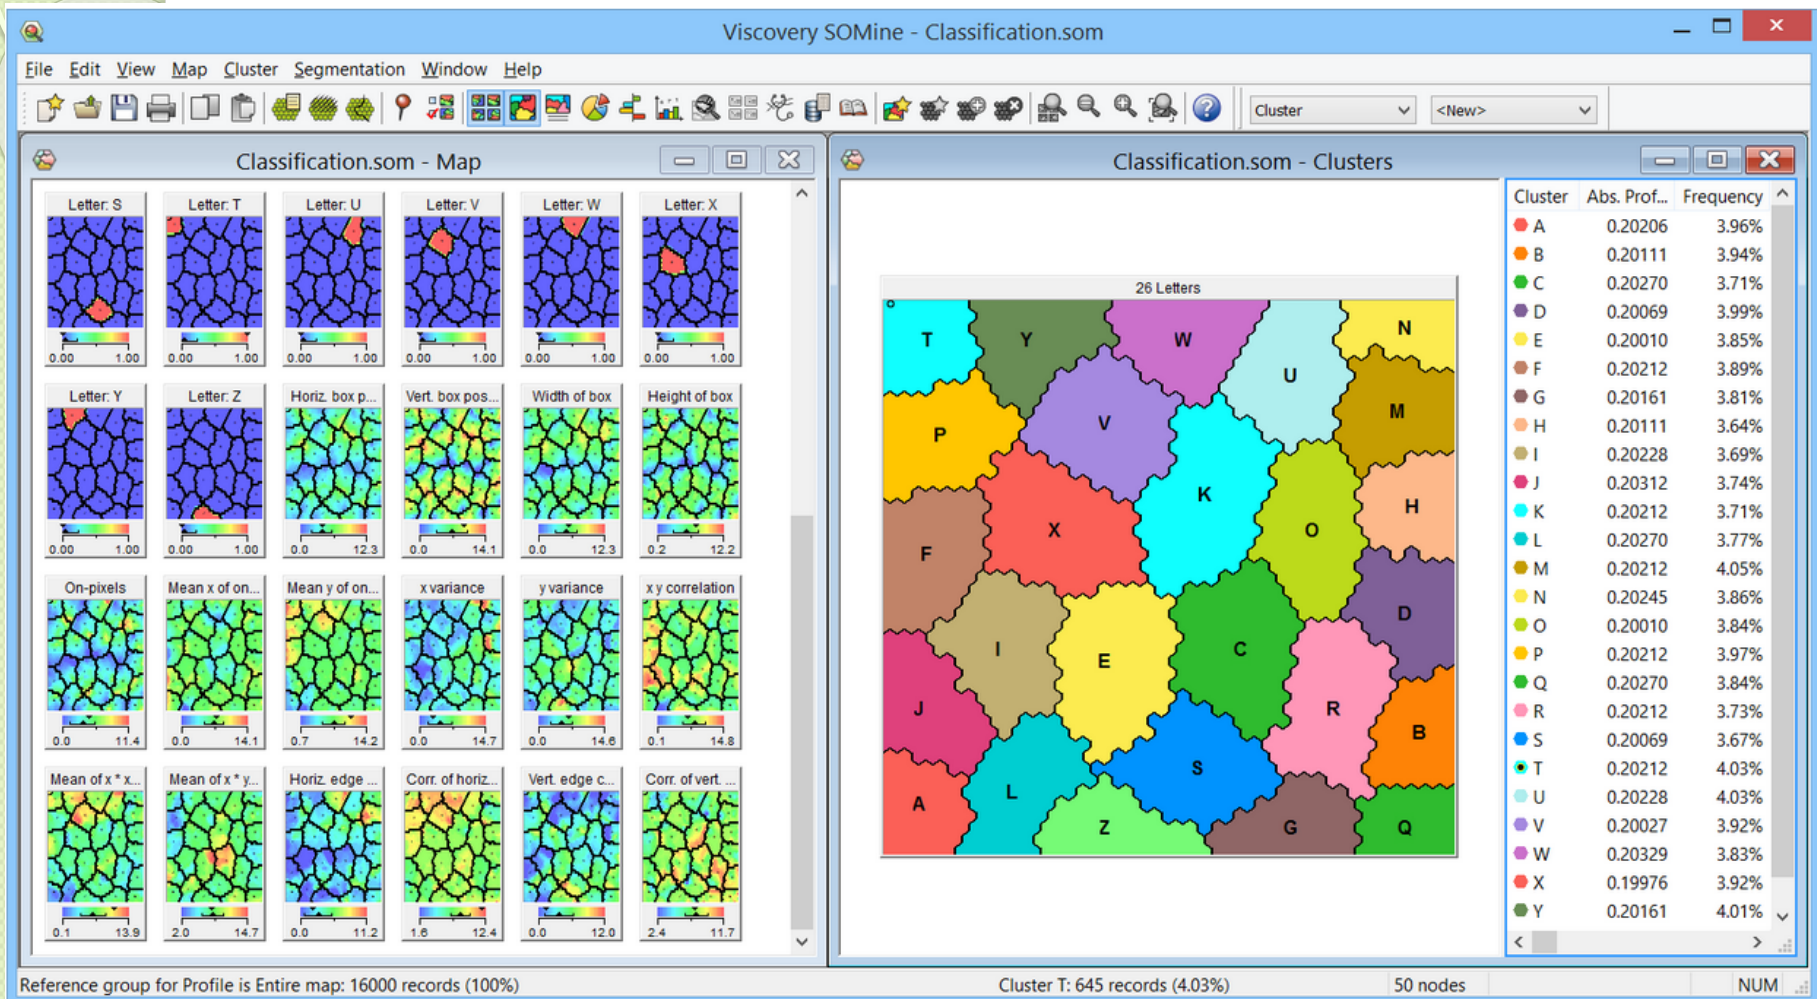 Viscovery SOMine - Classification.som
File Edit View Map Cluster Segmentation Window Help
Cluster <New>
Classification.som - Map
Letter: S Letter: T Letter: U Letter: V Letter: W Letter: X
0.00 1.00 0.00 1.00 0.00 1.00 0.00 1.00 0.00 1.00 0.00 1.00
Letter: Y Letter: Z Horiz. box p... Vert. box pos... Width of box Height of box
0.00 1.00 0.00 1.00 0.0 12.3 0.0 14.1 0.0 12.3 0.2 12.2
On-pixels Mean x of on... Mean y of on... x variance y variance x y correlation
0.0 11.4 0.0 14.1 0.7 14.2 0.0 14.7 0.0 14.6 0.1 14.8
Mean of x * x... Mean of x * y... Horiz. edge ... Corr. of horiz... Vert. edge c... Corr. of vert. ...
0.1 13.9 2.0 14.7 0.0 11.2 1.6 12.4 0.0 12.0 2.4 11.7
Classification.som - Clusters
26 Letters
T Y W U N
P V M
K H
F X O
I E C D
J R B
A L S
Z G Q
Cluster Abs. Prof... Frequency
A 0.20206 3.96%
B 0.20111 3.94%
C 0.20270 3.71%
D 0.20069 3.99%
E 0.20010 3.85%
F 0.20212 3.89%
G 0.20161 3.81%
H 0.20111 3.64%
I 0.20228 3.69%
J 0.20312 3.74%
K 0.20212 3.71%
L 0.20270 3.77%
M 0.20212 4.05%
N 0.20245 3.86%
O 0.20010 3.84%
P 0.20212 3.97%
Q 0.20270 3.84%
R 0.20212 3.73%
S 0.20069 3.67%
T 0.20212 4.03%
U 0.20228 4.03%
V 0.20027 3.92%
W 0.20329 3.83%
X 0.19976 3.92%
Y 0.20161 4.01%
Reference group for Profile is Entire map: 16000 records (100%)
Cluster T: 645 records (4.03%)
50 nodes
NUM